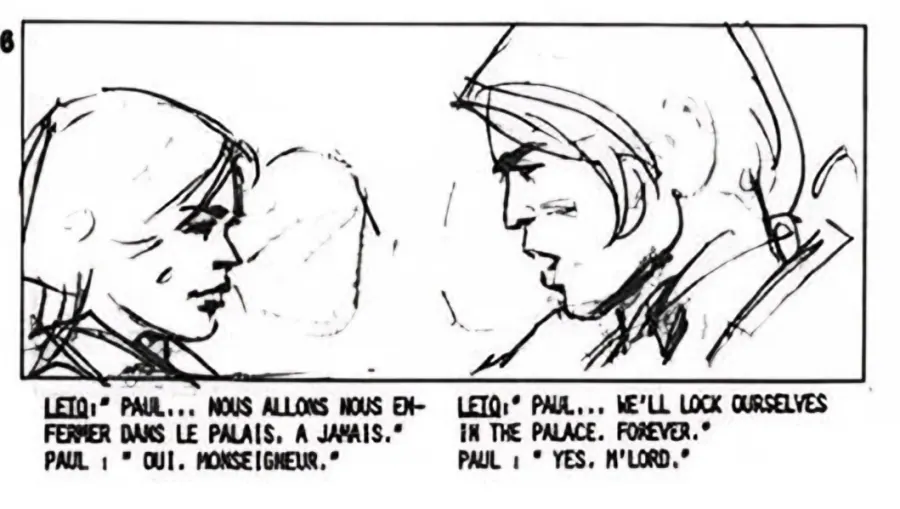 6
LETO:" PAUL... NOUS ALLONS NOUS EN-
FERMER DANS LE PALAIS. A JAMAIS."
PAUL : " OUI. MONSEIGNEUR."
LETO:" PAUL... WE'LL LOCK OURSELVES
IN THE PALACE. FOREVER."
PAUL : " YES. M'LORD."